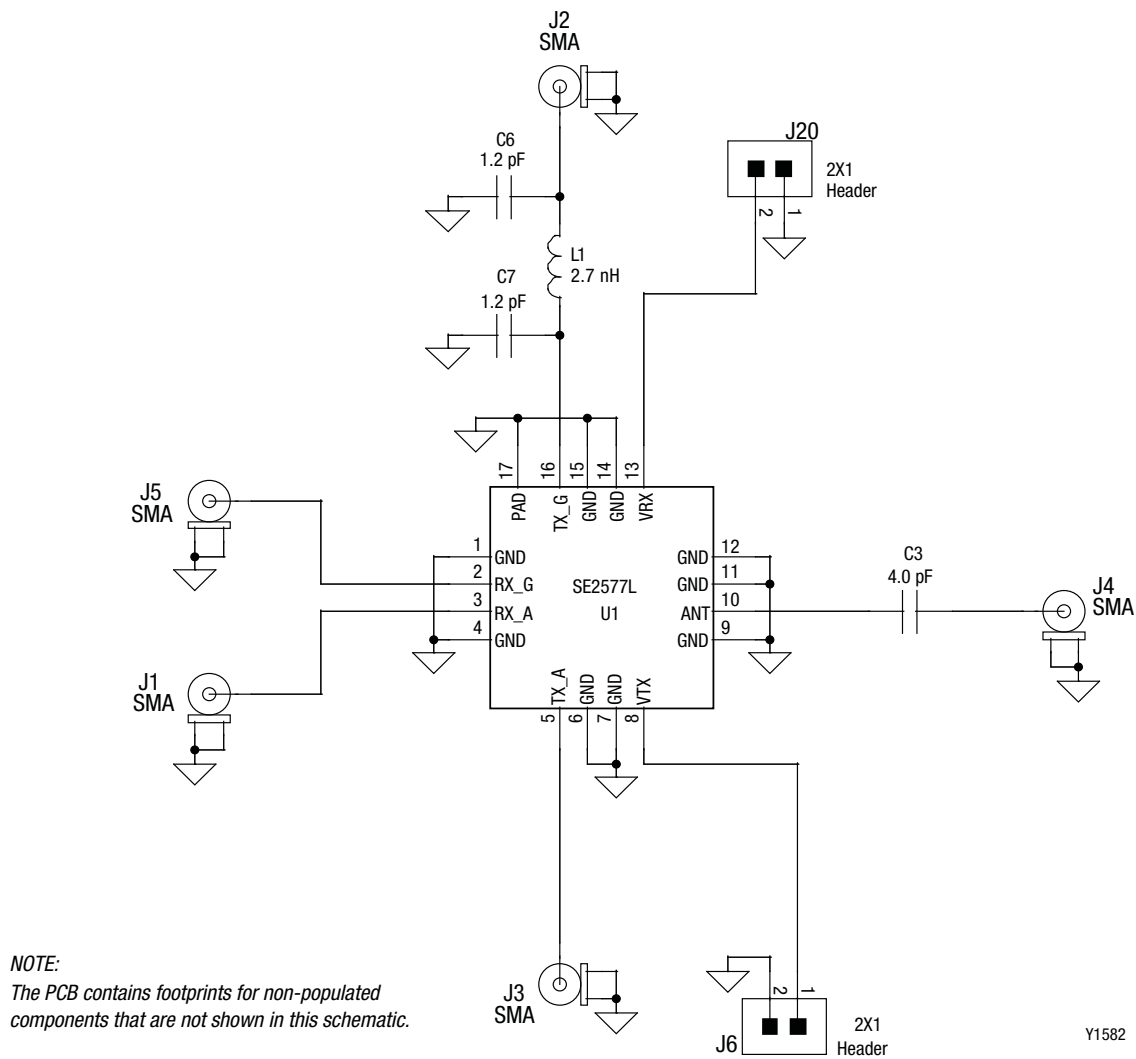 J2
SMA
C6
1.2 pF
J20
2X1
Header
2
1
L1
2.7 nH
C7
1.2 pF
17
16
15
14
13
PAD
TX_G
GND
GND
VRX
J5
SMA
1
GND
2
RX_G
3
RX_A
4
GND
SE2577L
U1
GND
12
GND
11
ANT
10
GND
9
C3
4.0 pF
J4
SMA
J1
SMA
TX_A
GND
GND
VTX
5
6
7
8
NOTE:
The PCB contains footprints for non-populated
components that are not shown in this schematic.
J3
SMA
2
1
J6
2X1
Header
Y1582